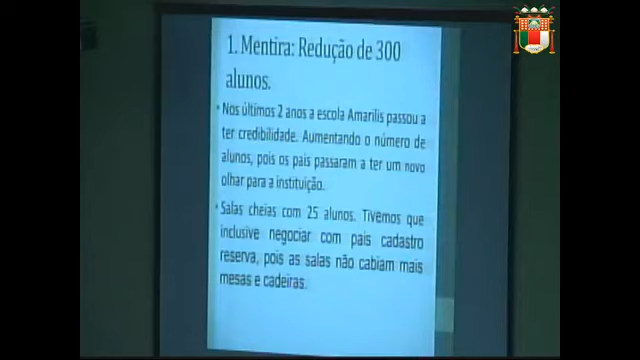 1. Mentira: Redução de 300
alunos.
• Nos últimos 2 anos a escola Amarilis passou a
ter credibilidade. Aumentando o número de
alunos, pois os pais passaram a ter um novo
olhar para a instituição.
• Salas cheias com 25 alunos. Tivemos que
inclusive negociar com pais cadastro
reserva, pois as salas não cabiam mais
mesas e cadeiras.